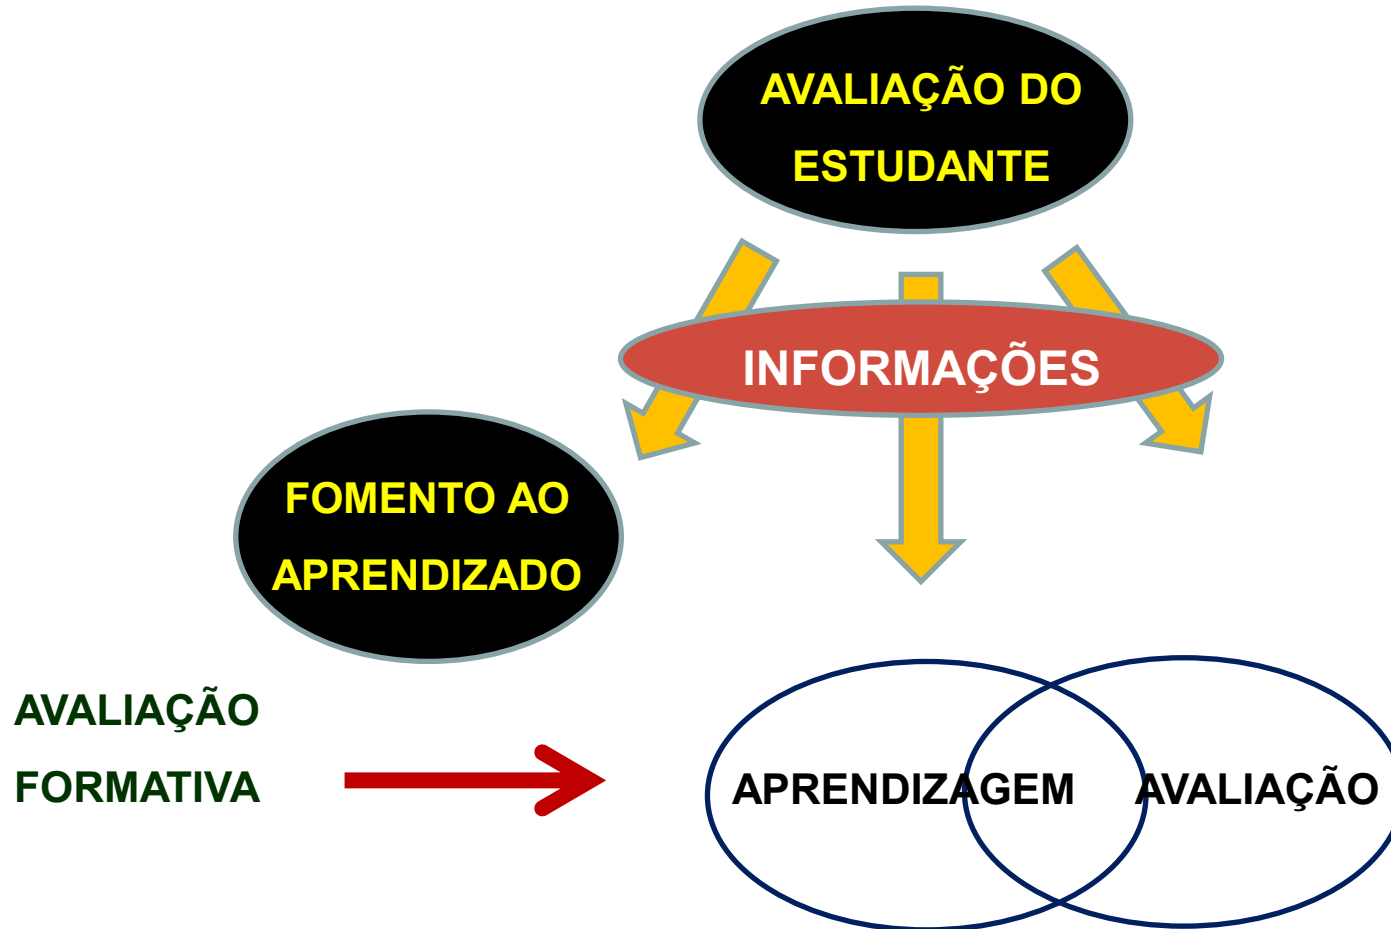 AVALIAÇÃO DO
ESTUDANTE
INFORMAÇÕES
FOMENTO AO
APRENDIZADO
AVALIAÇÃO
FORMATIVA
APRENDIZAGEM
AVALIAÇÃO